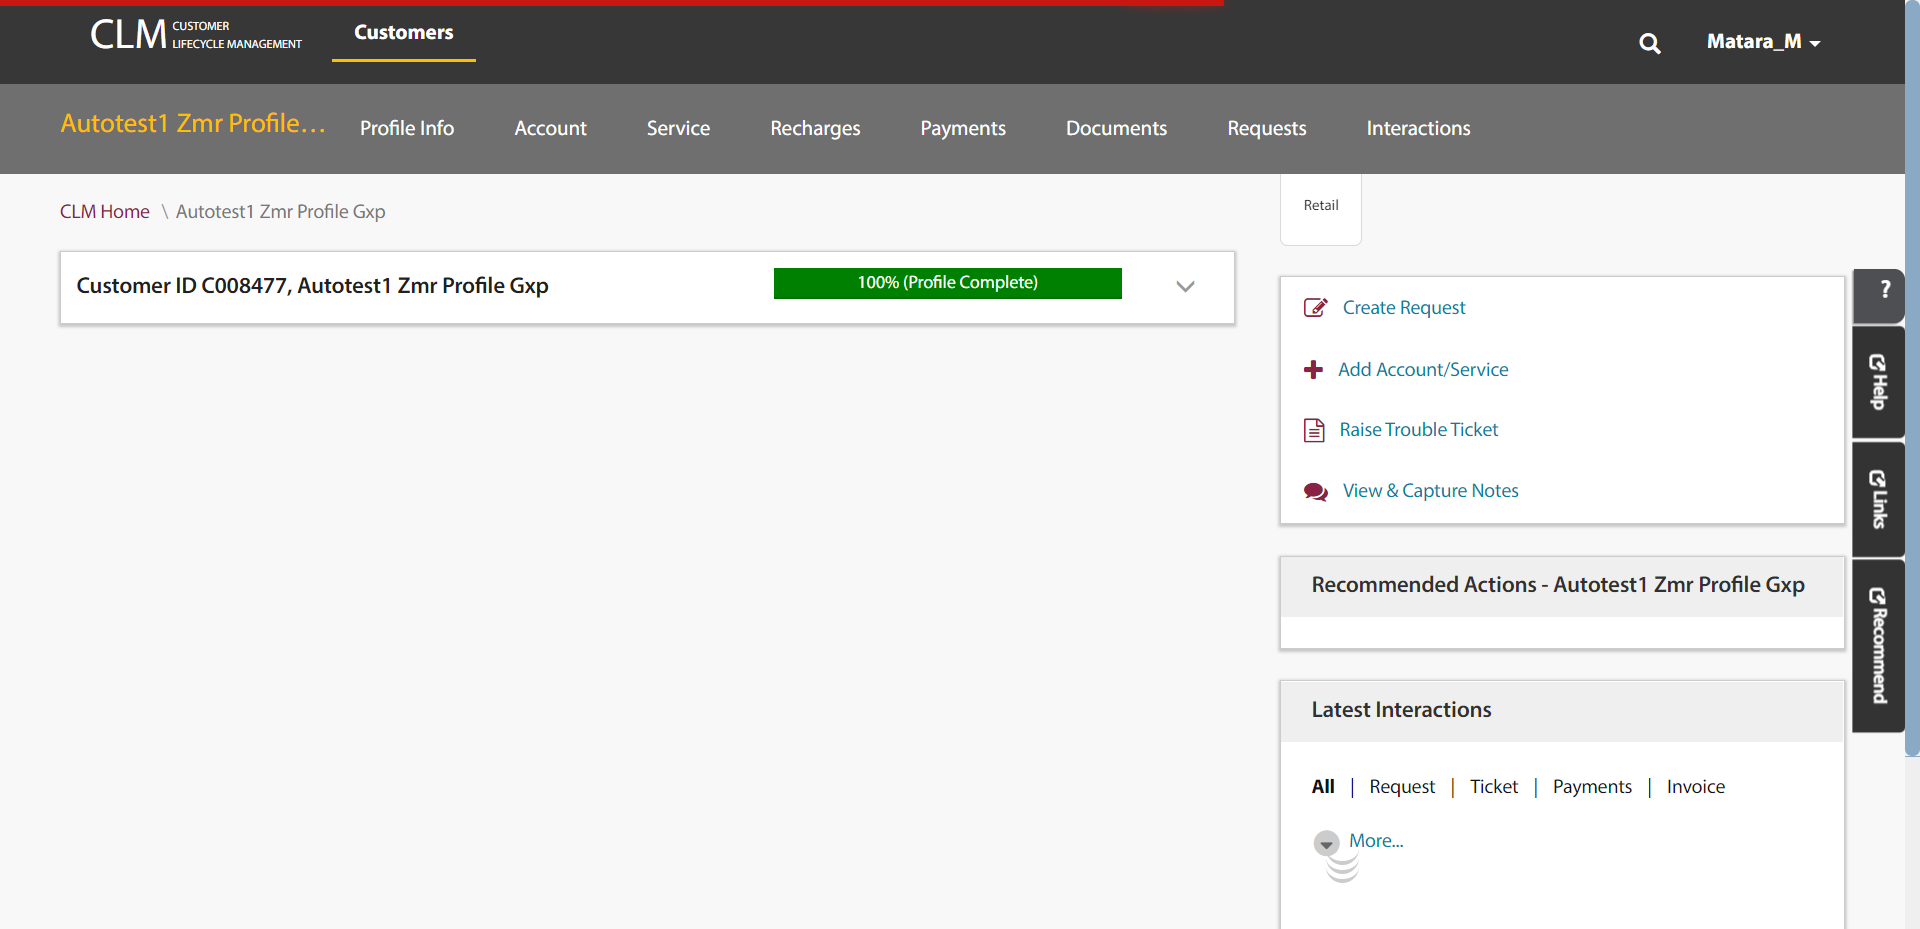 CLM CUSTOMER
LIFECYCLE MANAGEMENT
Customers
Matara_M
Autotest1 Zmr Profile...
Profile Info
Account
Service
Recharges
Payments
Documents
Requests
Interactions
CLM Home \ Autotest1 Zmr Profile Gxp
Retail
Customer ID C008477, Autotest1 Zmr Profile Gxp
100% (Profile Complete)
Create Request
Add Account/Service
Raise Trouble Ticket
View & Capture Notes
Recommended Actions - Autotest1 Zmr Profile Gxp
Latest Interactions
All | Request | Ticket | Payments | Invoice
More...
?
Help
Links
Recommend